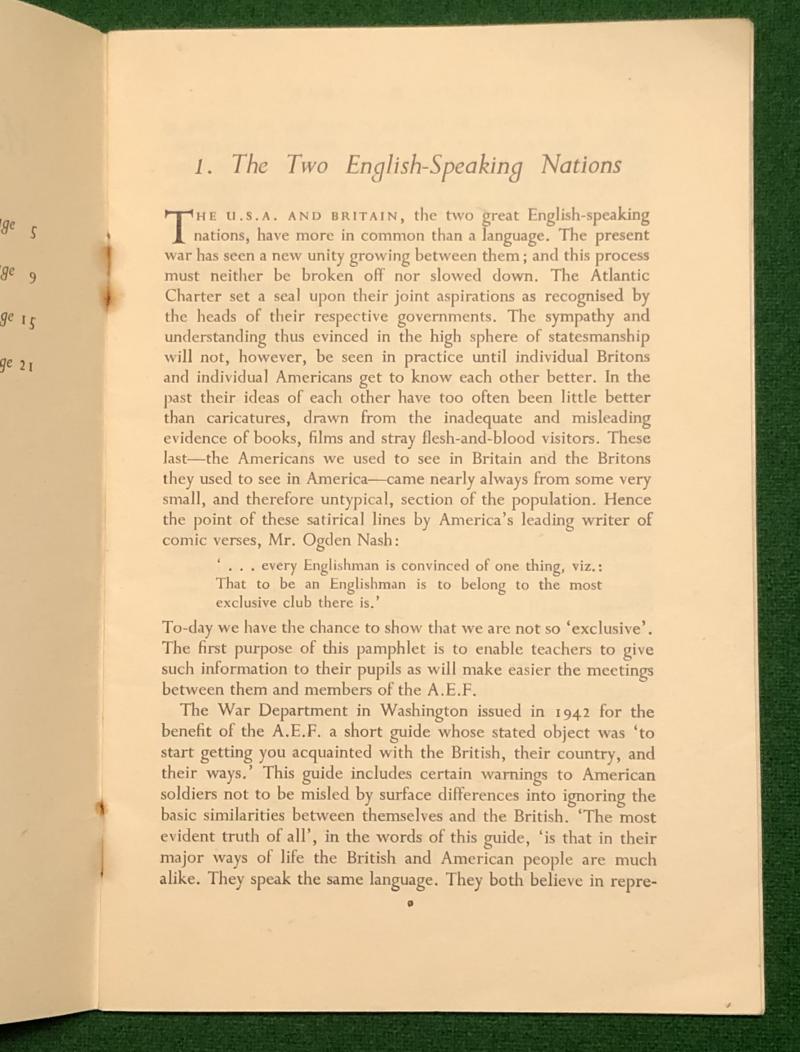 ge 5
ge 9
ge 15
ge 21
1. The Two English-Speaking Nations
THE U.S.A. AND BRITAIN, the two great English-speaking
nations, have more in common than a language. The present
war has seen a new unity growing between them; and this process
must neither be broken off nor slowed down. The Atlantic
Charter set a seal upon their joint aspirations as recognised by
the heads of their respective governments. The sympathy and
understanding thus evinced in the high sphere of statesmanship
will not, however, be seen in practice until individual Britons
and individual Americans get to know each other better. In the
past their ideas of each other have too often been little better
than caricatures, drawn from the inadequate and misleading
evidence of books, films and stray flesh-and-blood visitors. These
last—the Americans we used to see in Britain and the Britons
they used to see in America—came nearly always from some very
small, and therefore untypical, section of the population. Hence
the point of these satirical lines by America's leading writer of
comic verses, Mr. Ogden Nash:
‘ . . . every Englishman is convinced of one thing, viz.:
That to be an Englishman is to belong to the most
exclusive club there is.’
To-day we have the chance to show that we are not so ‘exclusive’.
The first purpose of this pamphlet is to enable teachers to give
such information to their pupils as will make easier the meetings
between them and members of the A.E.F.
The War Department in Washington issued in 1942 for the
benefit of the A.E.F. a short guide whose stated object was ‘to
start getting you acquainted with the British, their country, and
their ways.’ This guide includes certain warnings to American
soldiers not to be misled by surface differences into ignoring the
basic similarities between themselves and the British. ‘The most
evident truth of all’, in the words of this guide, ‘is that in their
major ways of life the British and American people are much
alike. They speak the same language. They both believe in repre-